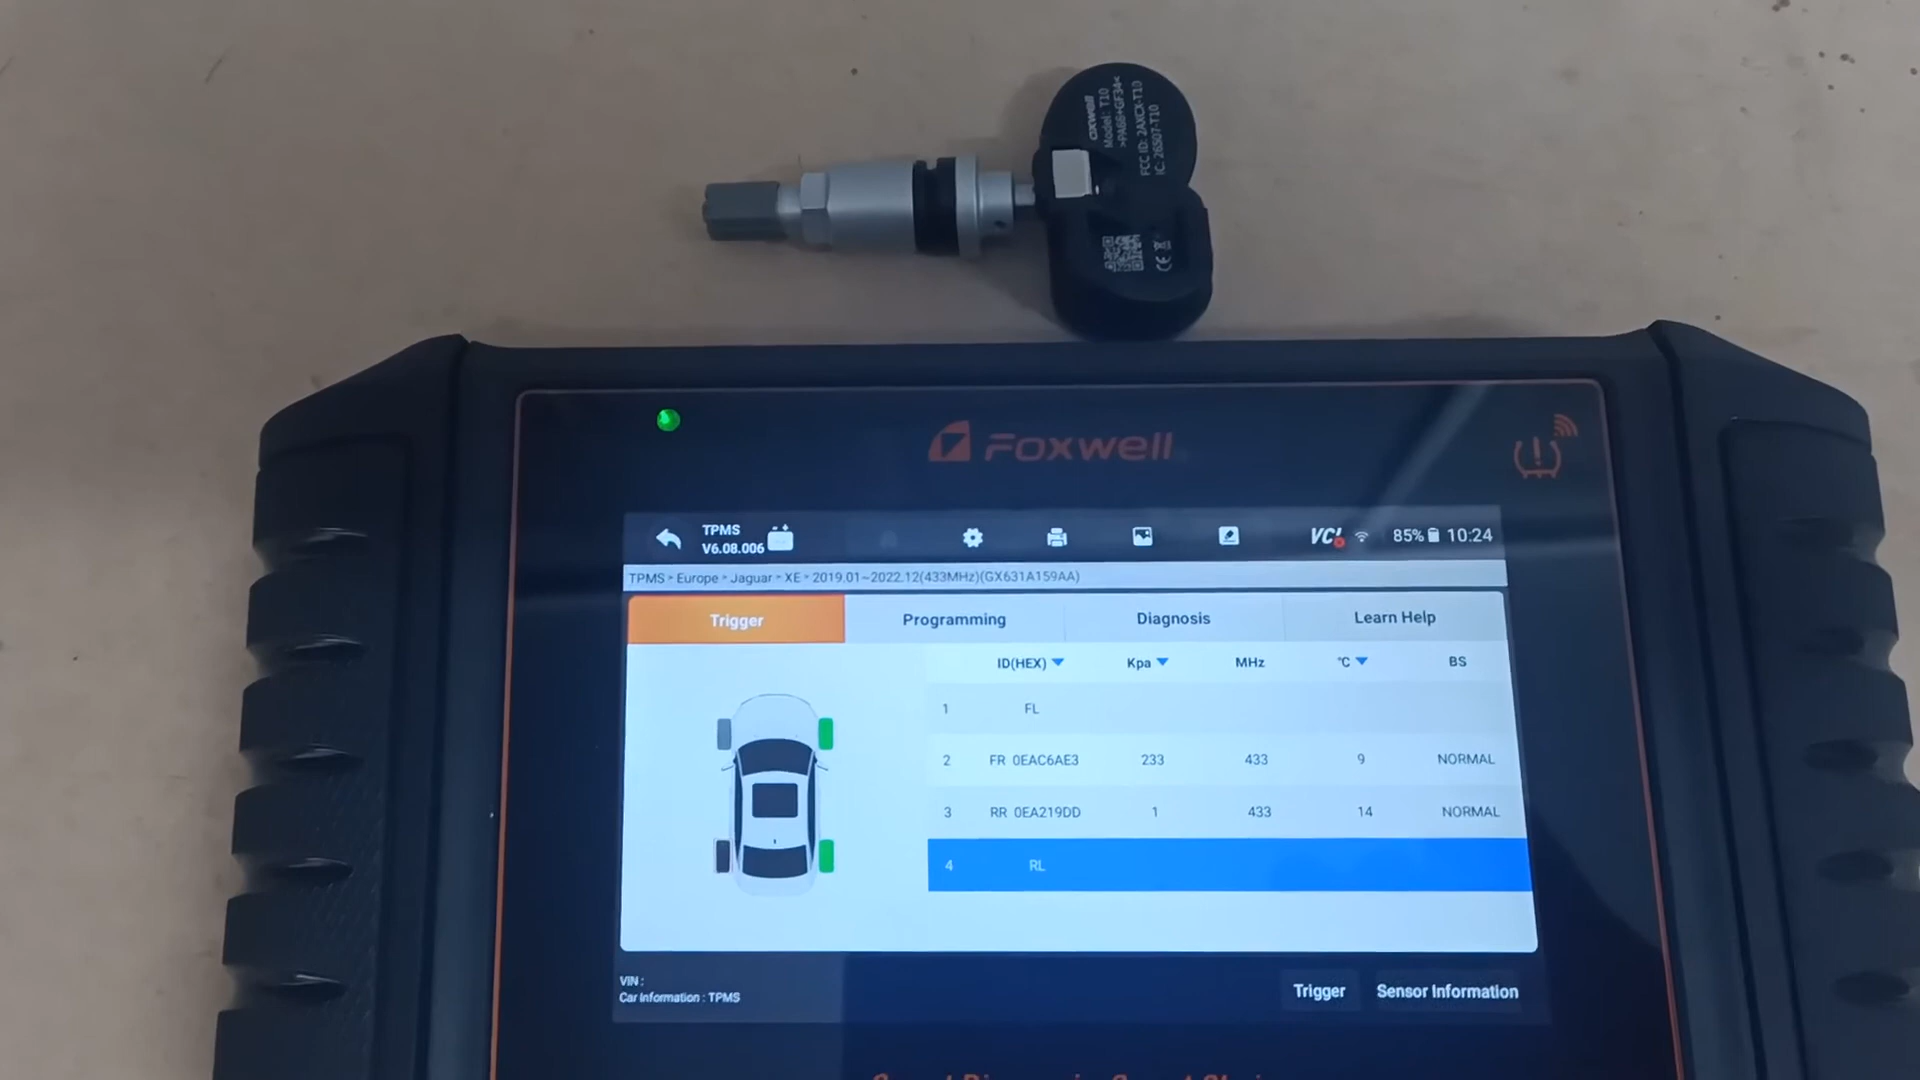 Foxwell
Model: T10
>PA66+GF34<
FCC ID: 2AXCX-T10
IC: 26507-T10
CE
Foxwell
TPMS
V6.08.006
VCI
85%
10:24
TPMS > Europe > Jaguar > XE > 2019.01~2022.12(433MHz)(GX631A159AA)
Trigger Programming Diagnosis Learn Help
ID(HEX) Kpa MHz °C BS
1 FL
2 FR 0EAC6AE3 233 433 9 NORMAL
3 RR 0EA219DD 1 433 14 NORMAL
4 RL
VIN :
Car Information : TPMS
Trigger Sensor Information